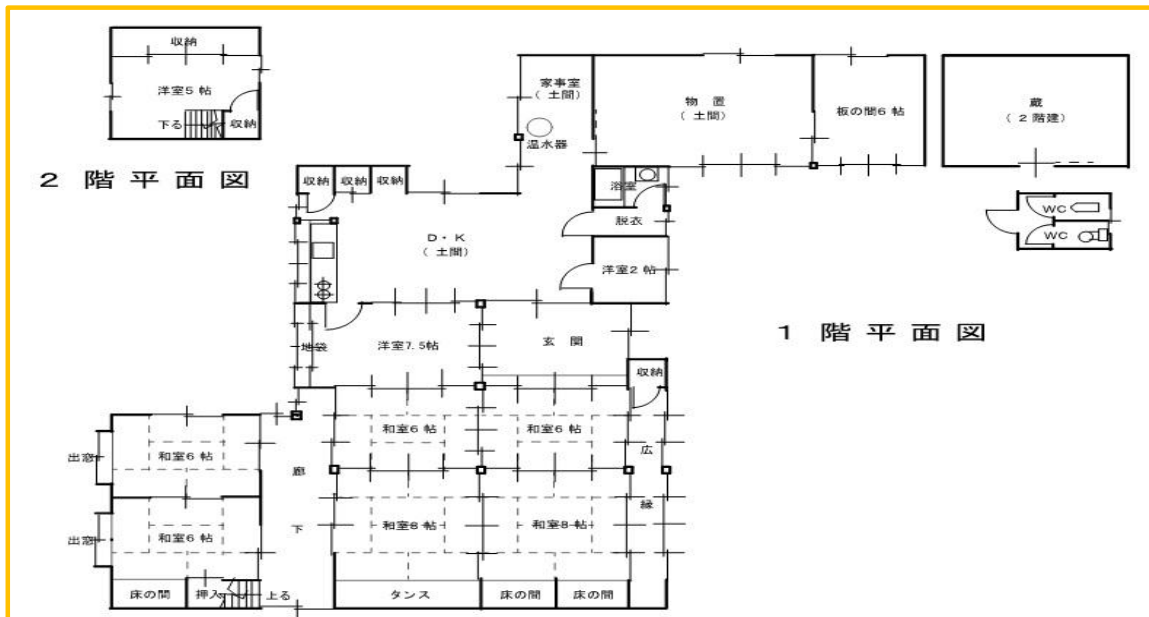 収納
洋室5 帖
下る
収納
2 階 平 面 図
家事室
( 土間 )
温水器
物 置
( 土間 )
板の間6 帖
蔵
( 2 階建 )
WC
WC
収納
収納
収納
浴室
脱衣
D・K
( 土間 )
洋室2 帖
1 階 平 面 図
地袋
洋室7.5帖
玄 関
収納
和室6 帖
和室6 帖
広
縁
出窓
和室6 帖
廊
下
出窓
和室6 帖
和室8 帖
和室8 帖
床の間
押入
上る
タンス
床の間
床の間